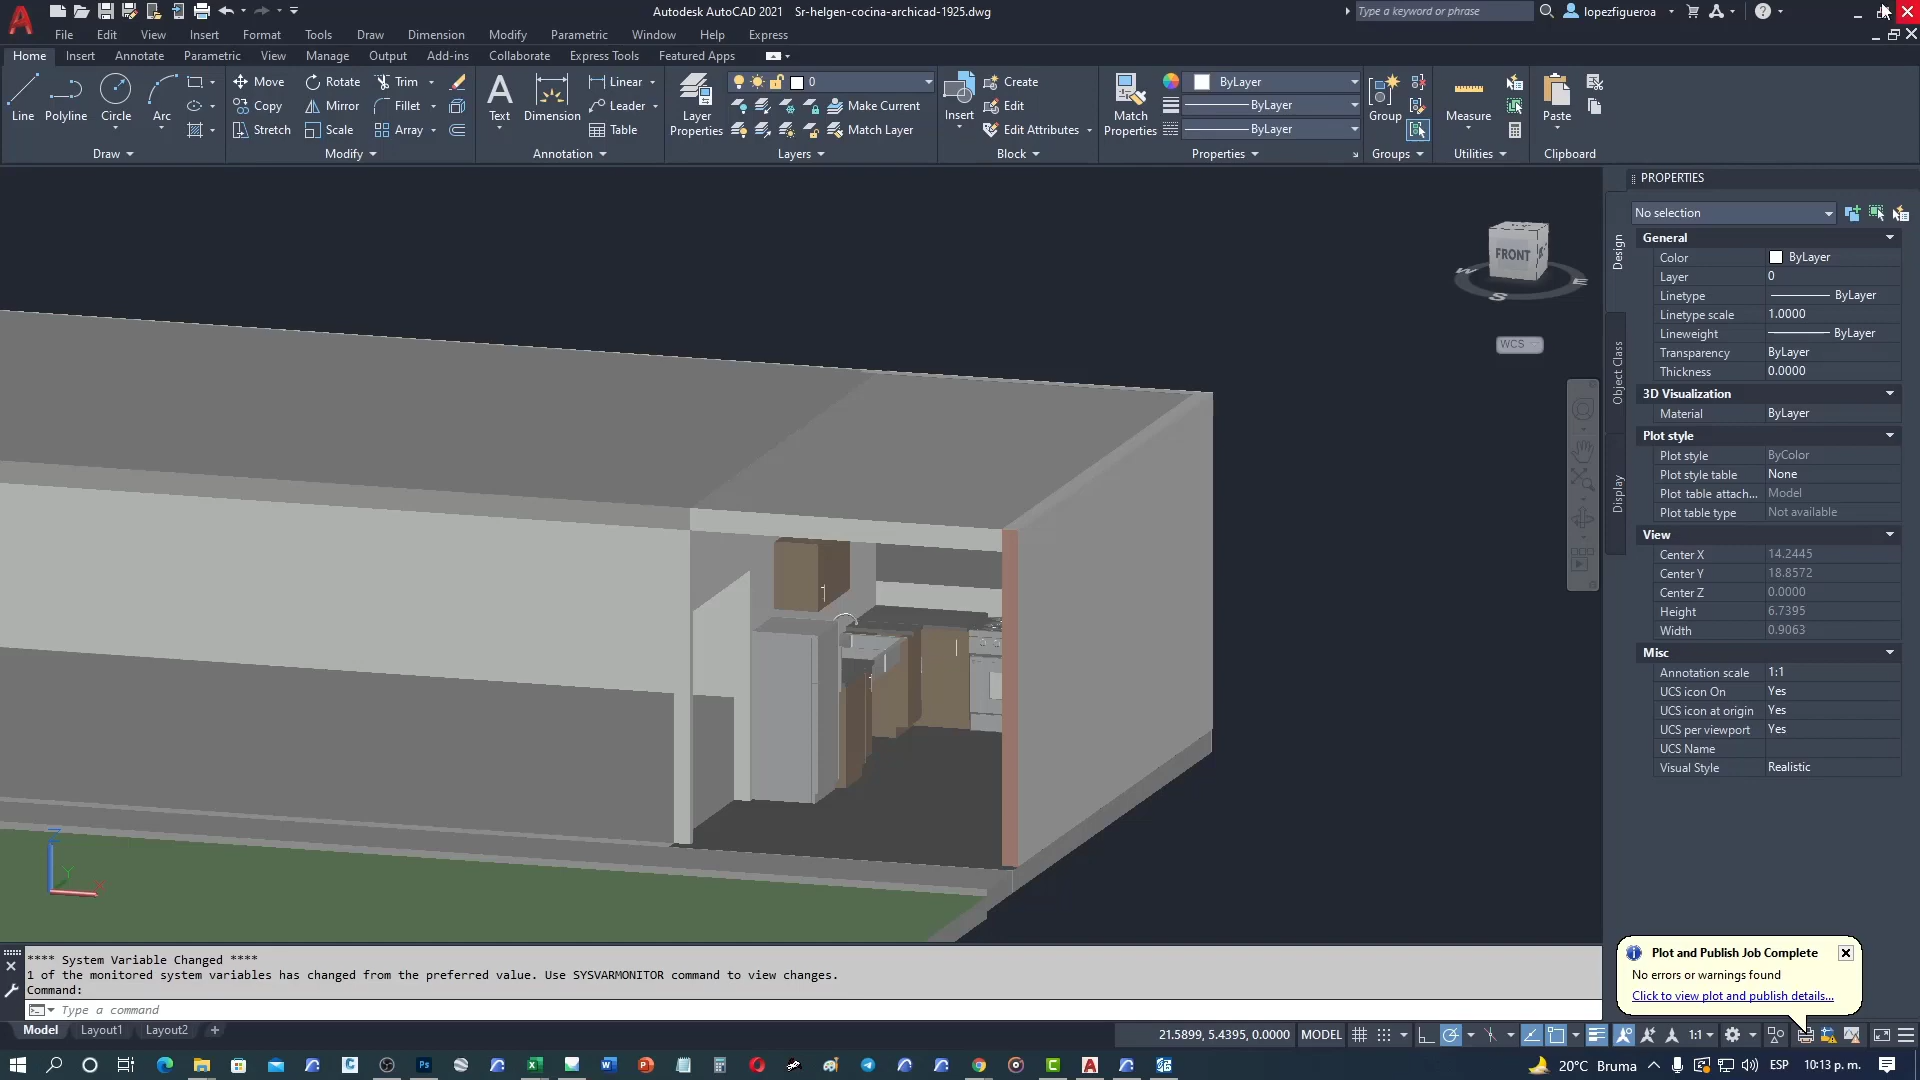 Autodesk AutoCAD 2021 Sr-helgen-cocina-archicad-1925.dwg
Type a keyword or phrase
lopezfigueroa
File Edit View Insert Format Tools Draw Dimension Modify Parametric Window Help Express
Home Insert Annotate Parametric View Manage Output Add-ins Collaborate Express Tools Featured Apps
Line Polyline Circle Arc
Move Rotate Trim
Copy Mirror Fillet
Stretch Scale Array
Text Dimension
Linear
Leader
Table
Layer Properties
0
Make Current
Match Layer
Insert
Create
Edit
Edit Attributes
Match Properties
ByLayer
ByLayer
ByLayer
Group
Measure
Paste
Draw Modify Annotation Layers Block Properties Groups Utilities Clipboard
PROPERTIES
No selection
Design
Object Class
Display
General
Color ByLayer
Layer 0
Linetype ByLayer
Linetype scale 1.0000
Lineweight ByLayer
Transparency ByLayer
Thickness 0.0000
3D Visualization
Material ByLayer
Plot style
Plot style ByColor
Plot style table None
Plot table attach... Model
Plot table type Not available
View
Center X 14.2445
Center Y 18.8572
Center Z 0.0000
Height 6.7395
Width 0.9063
Misc
Annotation scale 1:1
UCS icon On Yes
UCS icon at origin Yes
UCS per viewport Yes
UCS Name
Visual Style Realistic
FRONT
W S E
WCS
Z
Y
**** System Variable Changed ****
1 of the monitored system variables has changed from the preferred value. Use SYSVARMONITOR command to view changes.
Command:
Type a command
Plot and Publish Job Complete
No errors or warnings found
Click to view plot and publish details...
Model Layout1 Layout2 +
21.5899, 5.4395, 0.0000 MODEL 1:1
20°C Bruma ESP 10:13 p. m.